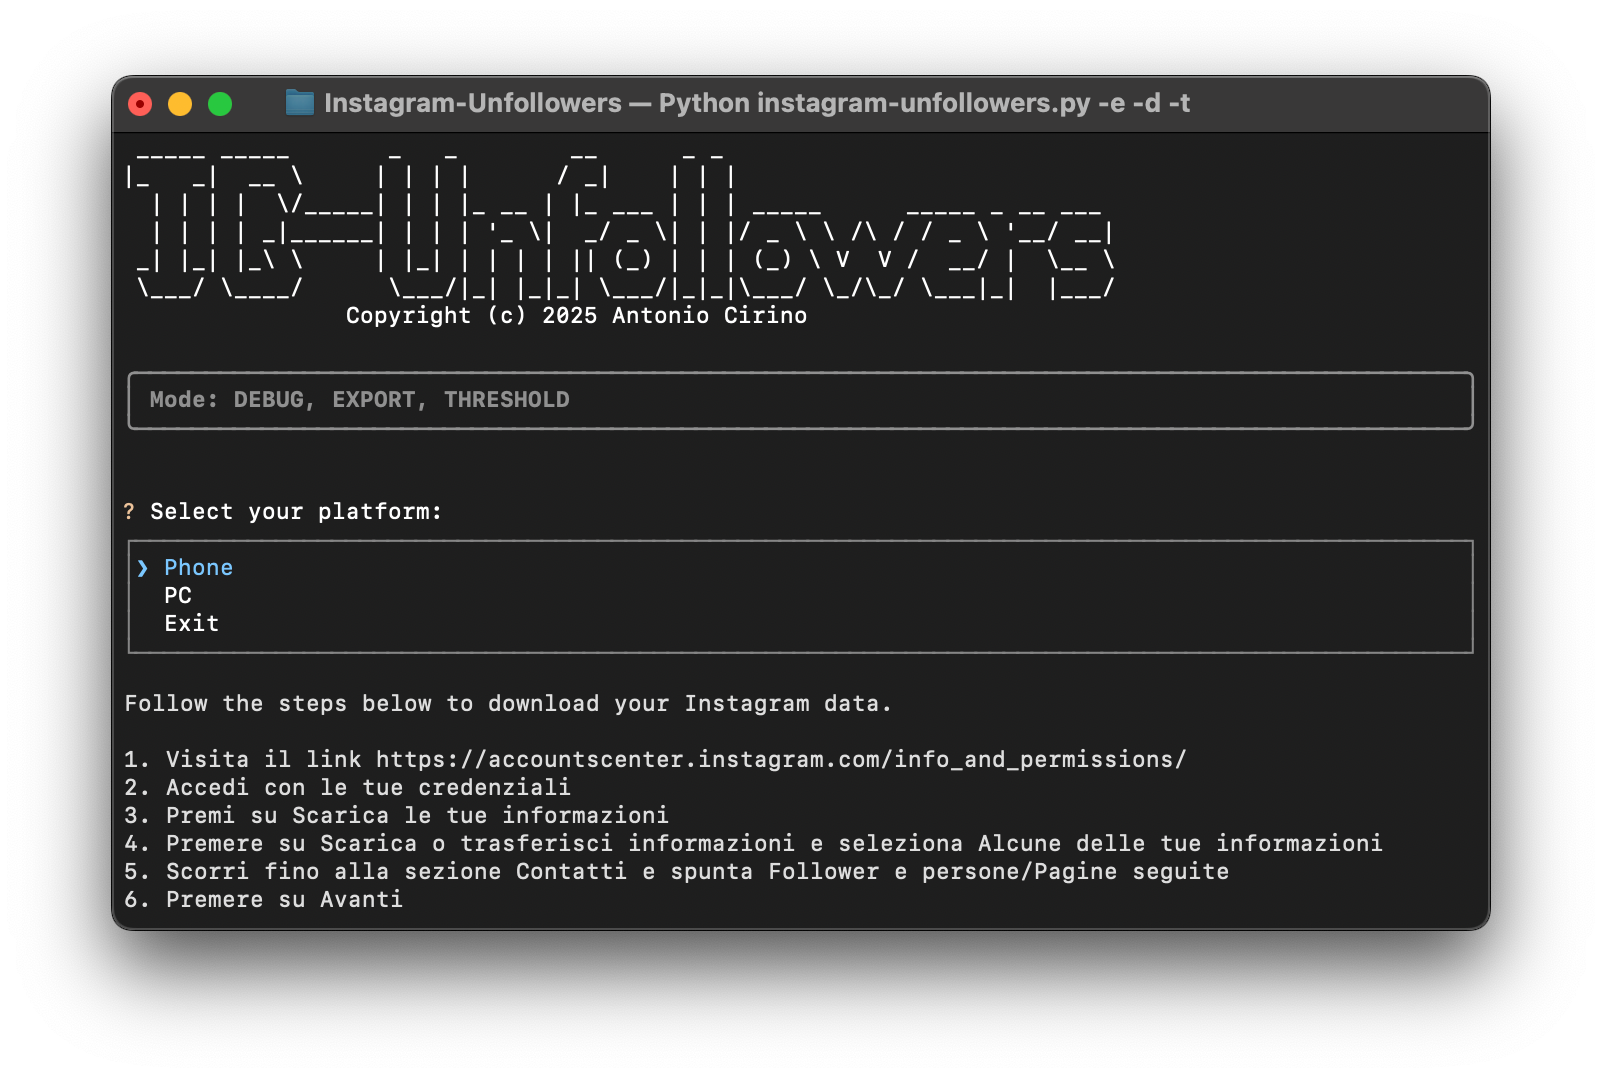 Instagram-Unfollowers — Python instagram-unfollowers.py -e -d -t
IG-Unfollowers
Copyright (c) 2025 Antonio Cirino
Mode: DEBUG, EXPORT, THRESHOLD
? Select your platform:
❯ Phone
PC
Exit
Follow the steps below to download your Instagram data.
1. Visita il link https://accountscenter.instagram.com/info_and_permissions/
2. Accedi con le tue credenziali
3. Premi su Scarica le tue informazioni
4. Premere su Scarica o trasferisci informazioni e seleziona Alcune delle tue informazioni
5. Scorri fino alla sezione Contatti e spunta Follower e persone/Pagine seguite
6. Premere su Avanti